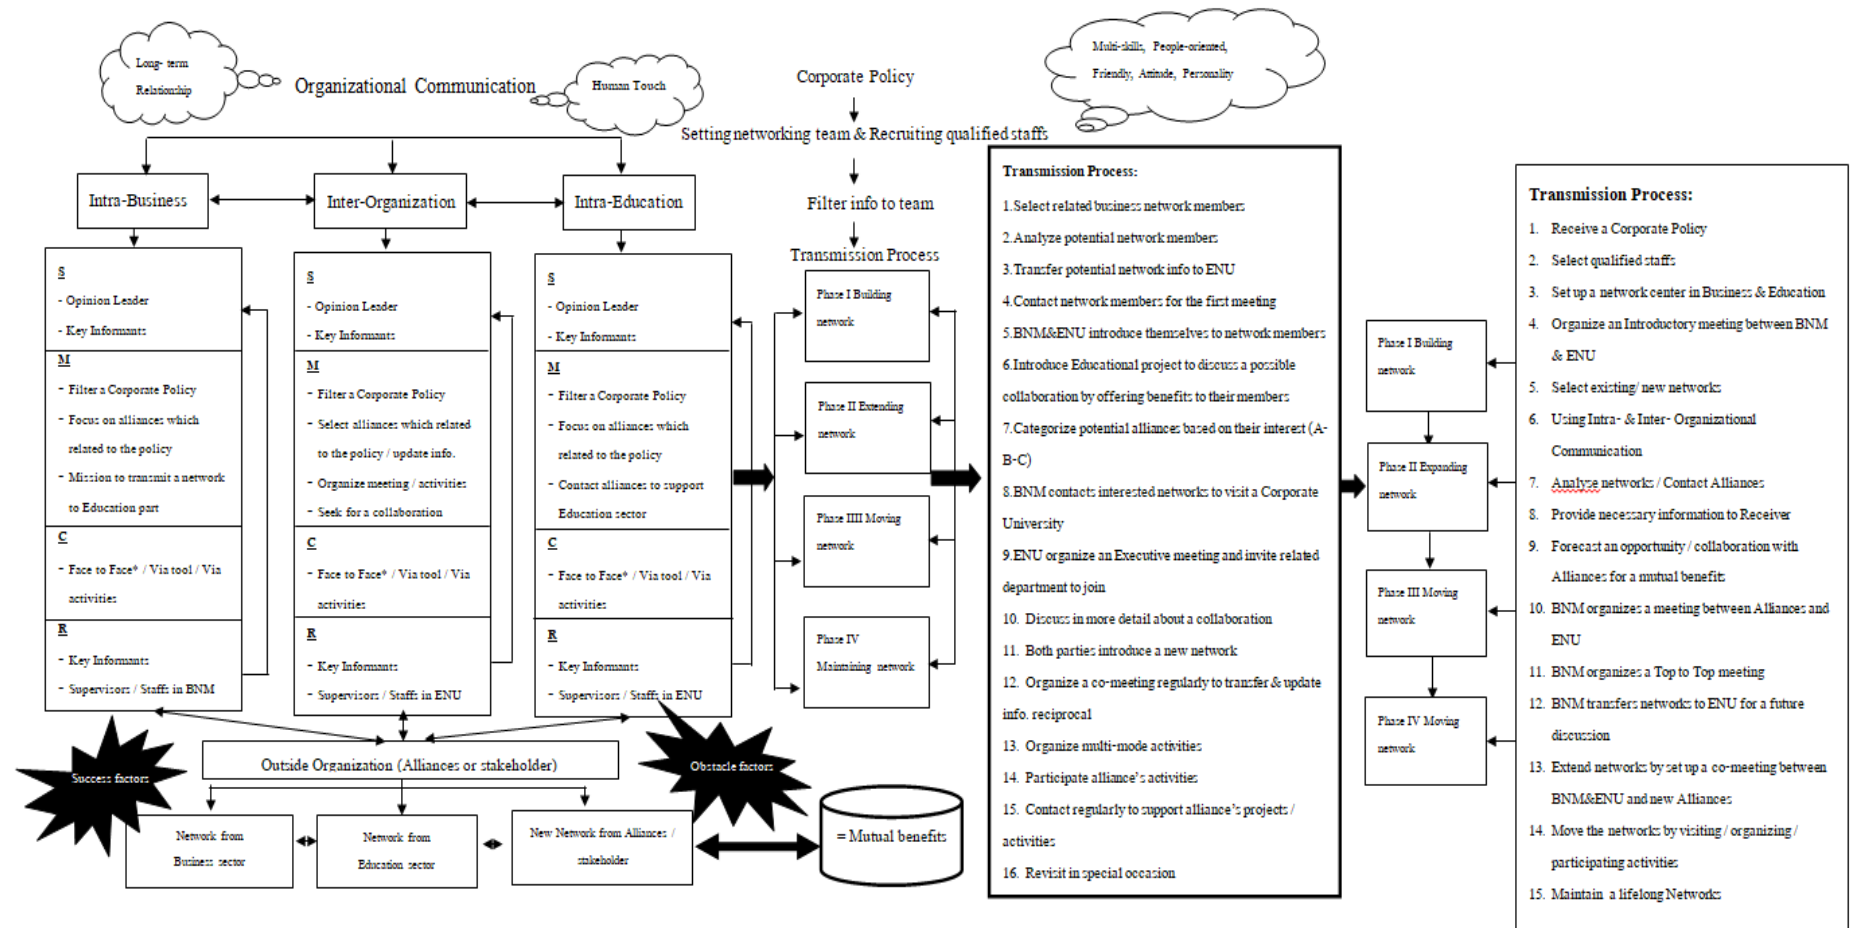 Long- term
Relationship
Organizational Communication
Human Touch
Corporate Policy
Multi-skills, People-oriented,
Friendly, Attitude, Personality
Setting networking team & Recruiting qualified staffs
Filter info to team
Transmission Process
Intra-Business
Inter-Organization
Intra-Education
S
- Opinion Leader
- Key Informants
M
- Filter a Corporate Policy
- Focus on alliances which
related to the policy
- Mission to transmit a network
to Education part
C
- Face to Face* / Via tool / Via
activities
R
- Key Informants
- Supervisors / Staffs in BNM
S
- Opinion Leader
- Key Informants
M
- Filter a Corporate Policy
- Select alliances which related
to the policy / update info.
- Organize meeting / activities
- Seek for a collaboration
C
- Face to Face* / Via tool / Via
activities
R
- Key Informants
- Supervisors / Staffs in ENU
S
- Opinion Leader
- Key Informants
M
- Filter a Corporate Policy
- Focus on alliances which
related to the policy
- Contact alliances to support
Education sector
C
- Face to Face* / Via tool / Via
activities
R
- Key Informants
- Supervisors / Staffs in ENU
Phase I Building
network
Phase II Extending
network
Phase IIII Moving
network
Phase IV
Maintaining network
Success factors
Outside Organization (Alliances or stakeholder)
Obstacle factors
Network from
Business sector
Network from
Education sector
New Network from Alliances /
stakeholder
= Mutual benefits
Transmission Process:
1.Select related business network members
2.Analyze potential network members
3.Transfer potential network info to ENU
4.Contact network members for the first meeting
5.BNM&ENU introduce themselves to network members
6.Introduce Educational project to discuss a possible
collaboration by offering benefits to their members
7.Categorize potential alliances based on their interest (A-
B-C)
8.BNM contacts interested networks to visit a Corporate
University
9.ENU organize an Executive meeting and invite related
department to join
10. Discuss in more detail about a collaboration
11. Both parties introduce a new network
12. Organize a co-meeting regularly to transfer & update
info. reciprocal
13. Organize multi-mode activities
14. Participate alliance's activities
15. Contact regularly to support alliance's projects /
activities
16. Revisit in special occasion
Phase I Building
network
Phase II Expanding
network
Phase III Moving
network
Phase IV Moving
network
Transmission Process:
1. Receive a Corporate Policy
2. Select qualified staffs
3. Set up a network center in Business & Education
4. Organize an Introductory meeting between BNM
& ENU
5. Select existing/ new networks
6. Using Intra- & Inter- Organizational
Communication
7. Analyse networks / Contact Alliances
8. Provide necessary information to Receiver
9. Forecast an opportunity / collaboration with
Alliances for a mutual benefits
10. BNM organizes a meeting between Alliances and
ENU
11. BNM organizes a Top to Top meeting
12. BNM transfers networks to ENU for a future
discussion
13. Extend networks by set up a co-meeting between
BNM&ENU and new Alliances
14. Move the networks by visiting / organizing /
participating activities
15. Maintain a lifelong Networks